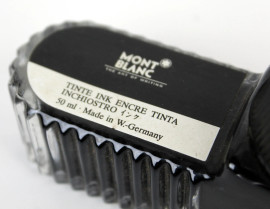 MONT
BLANC
THE ART OF WRITING
TINTE INK ENCRE TINTA
INCHIOSTRO インク
50 ml · Made in W.-Germany